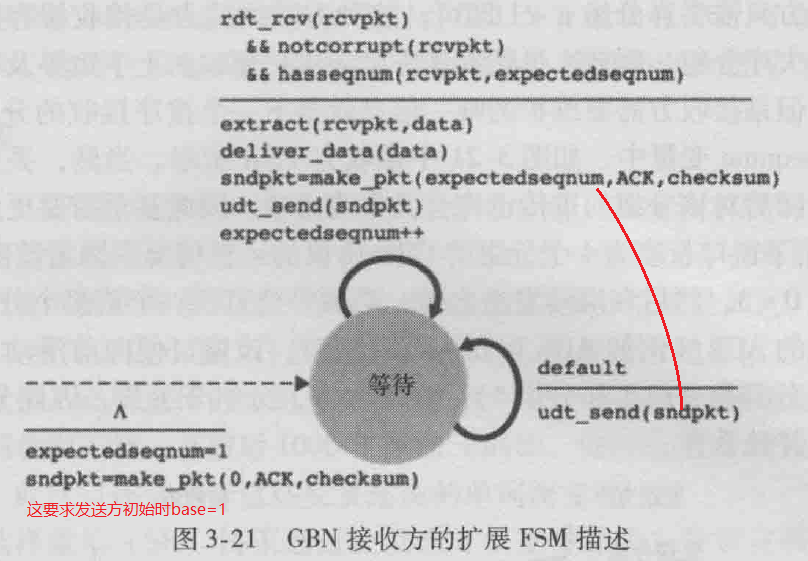 rdt_rcv(rcvpkt)
&& notcorrupt(rcvpkt)
&& hasseqnum(rcvpkt,expectedseqnum)
extract(rcvpkt,data)
deliver_data(data)
sndpkt=make_pkt(expectedseqnum,ACK,checksum)
udt_send(sndpkt)
expectedseqnum++
等待
default
udt_send(sndpkt)
Λ
expectedseqnum=1
sndpkt=make_pkt(0,ACK,checksum)
这要求发送方初始时base=1
图 3-21 GBN 接收方的扩展 FSM 描述